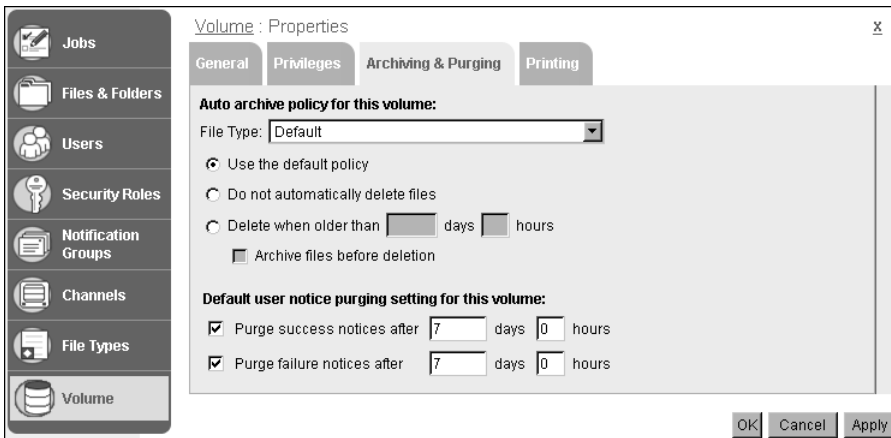 Jobs
Files & Folders
Users
Security Roles
Notification
Groups
Channels
File Types
Volume
Volume : Properties
x
General
Privileges
Archiving & Purging
Printing
Auto archive policy for this volume:
File Type: Default
Use the default policy
Do not automatically delete files
Delete when older than days hours
Archive files before deletion
Default user notice purging setting for this volume:
Purge success notices after 7 days 0 hours
Purge failure notices after 7 days 0 hours
OK Cancel Apply